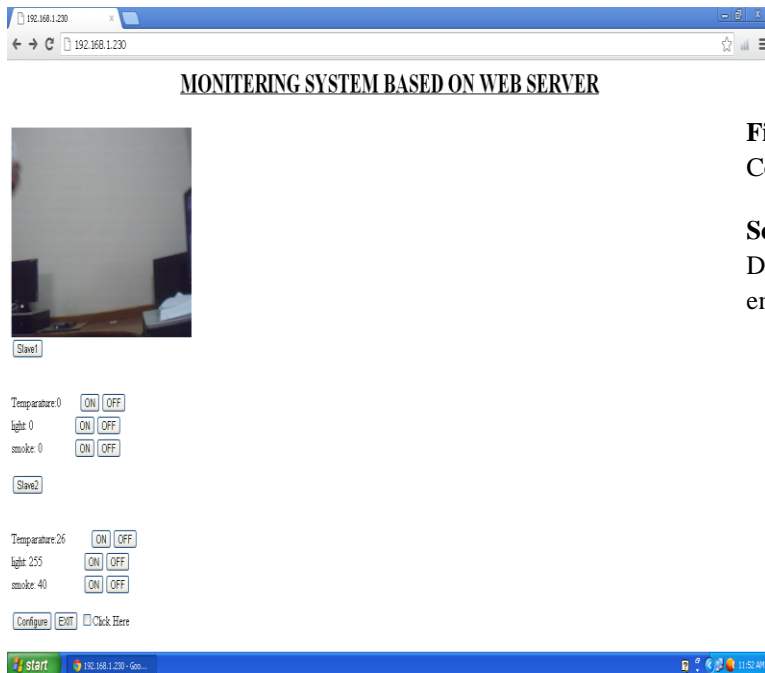 192.168.1.230
192.168.1.230
MONITERING SYSTEM BASED ON WEB SERVER
Slave1
Temparature:0 ON OFF
light: 0 ON OFF
smoke: 0 ON OFF
Slave2
Temparature:26 ON OFF
light: 255 ON OFF
smoke: 40 ON OFF
Configure EXIT Click Here
start 192.168.1.230 - Goo... 11:52 AM